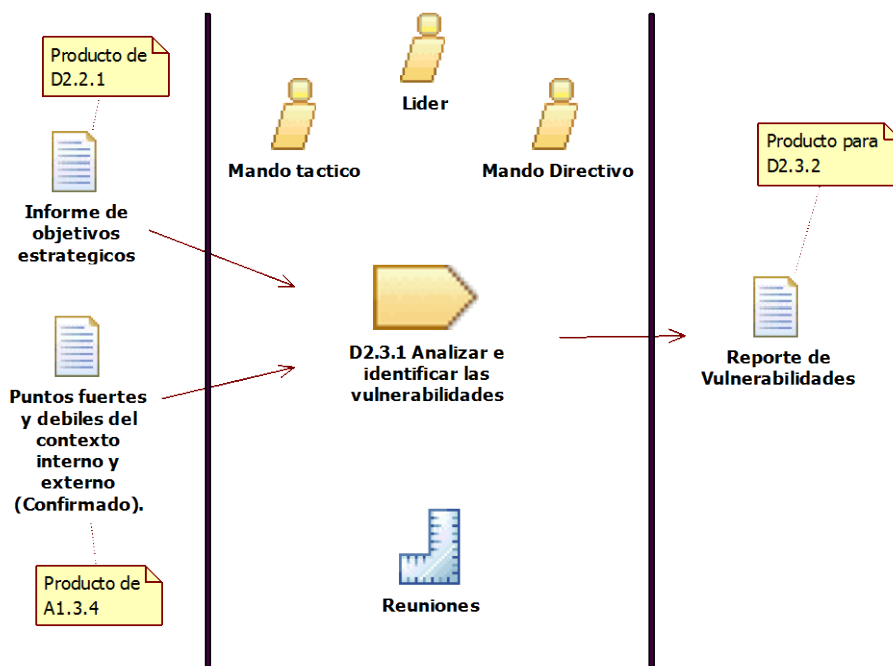 Producto de
D2.2.1
Informe de
objetivos
estrategicos
Puntos fuertes
y debiles del
contexto
interno y
externo
(Confirmado).
Producto de
A1.3.4
Lider
Mando tactico
Mando Directivo
D2.3.1 Analizar e
identificar las
vulnerabilidades
Reuniones
Producto para
D2.3.2
Reporte de
Vulnerabilidades